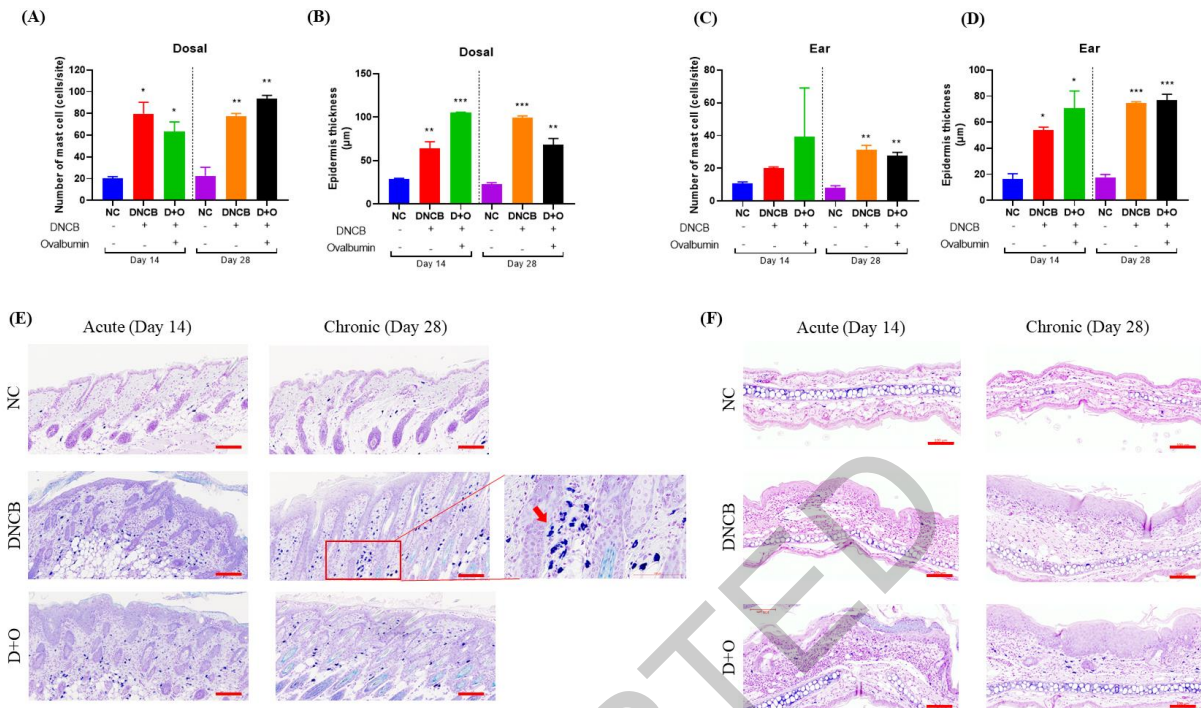 (A)
Dosal
Number of mast cell (cells/site)
120
100
80
60
40
20
0
* * ** **
NC DNCB D+O NC DNCB D+O
DNCB - + + - + +
Ovalbumin - - + - - +
Day 14 Day 28
(B)
Dosal
Epidermis thickness
(µm)
150
100
50
0
** *** *** **
NC DNCB D+O NC DNCB D+O
DNCB - + + - + +
Ovalbumin - - + - - +
Day 14 Day 28
(C)
Ear
Number of mast cell (cells/site)
80
60
40
20
0
** **
NC DNCB D+O NC DNCB D+O
DNCB - + + - + +
Ovalbumin - - + - - +
Day 14 Day 28
(D)
Ear
Epidermis thickness
(µm)
100
80
60
40
20
0
* * *** ***
NC DNCB D+O NC DNCB D+O
DNCB - + + - + +
Ovalbumin - - + - - +
Day 14 Day 28
(E)
Acute (Day 14) Chronic (Day 28)
NC
DNCB
D+O
(F)
Acute (Day 14) Chronic (Day 28)
NC
DNCB
D+O
PTED